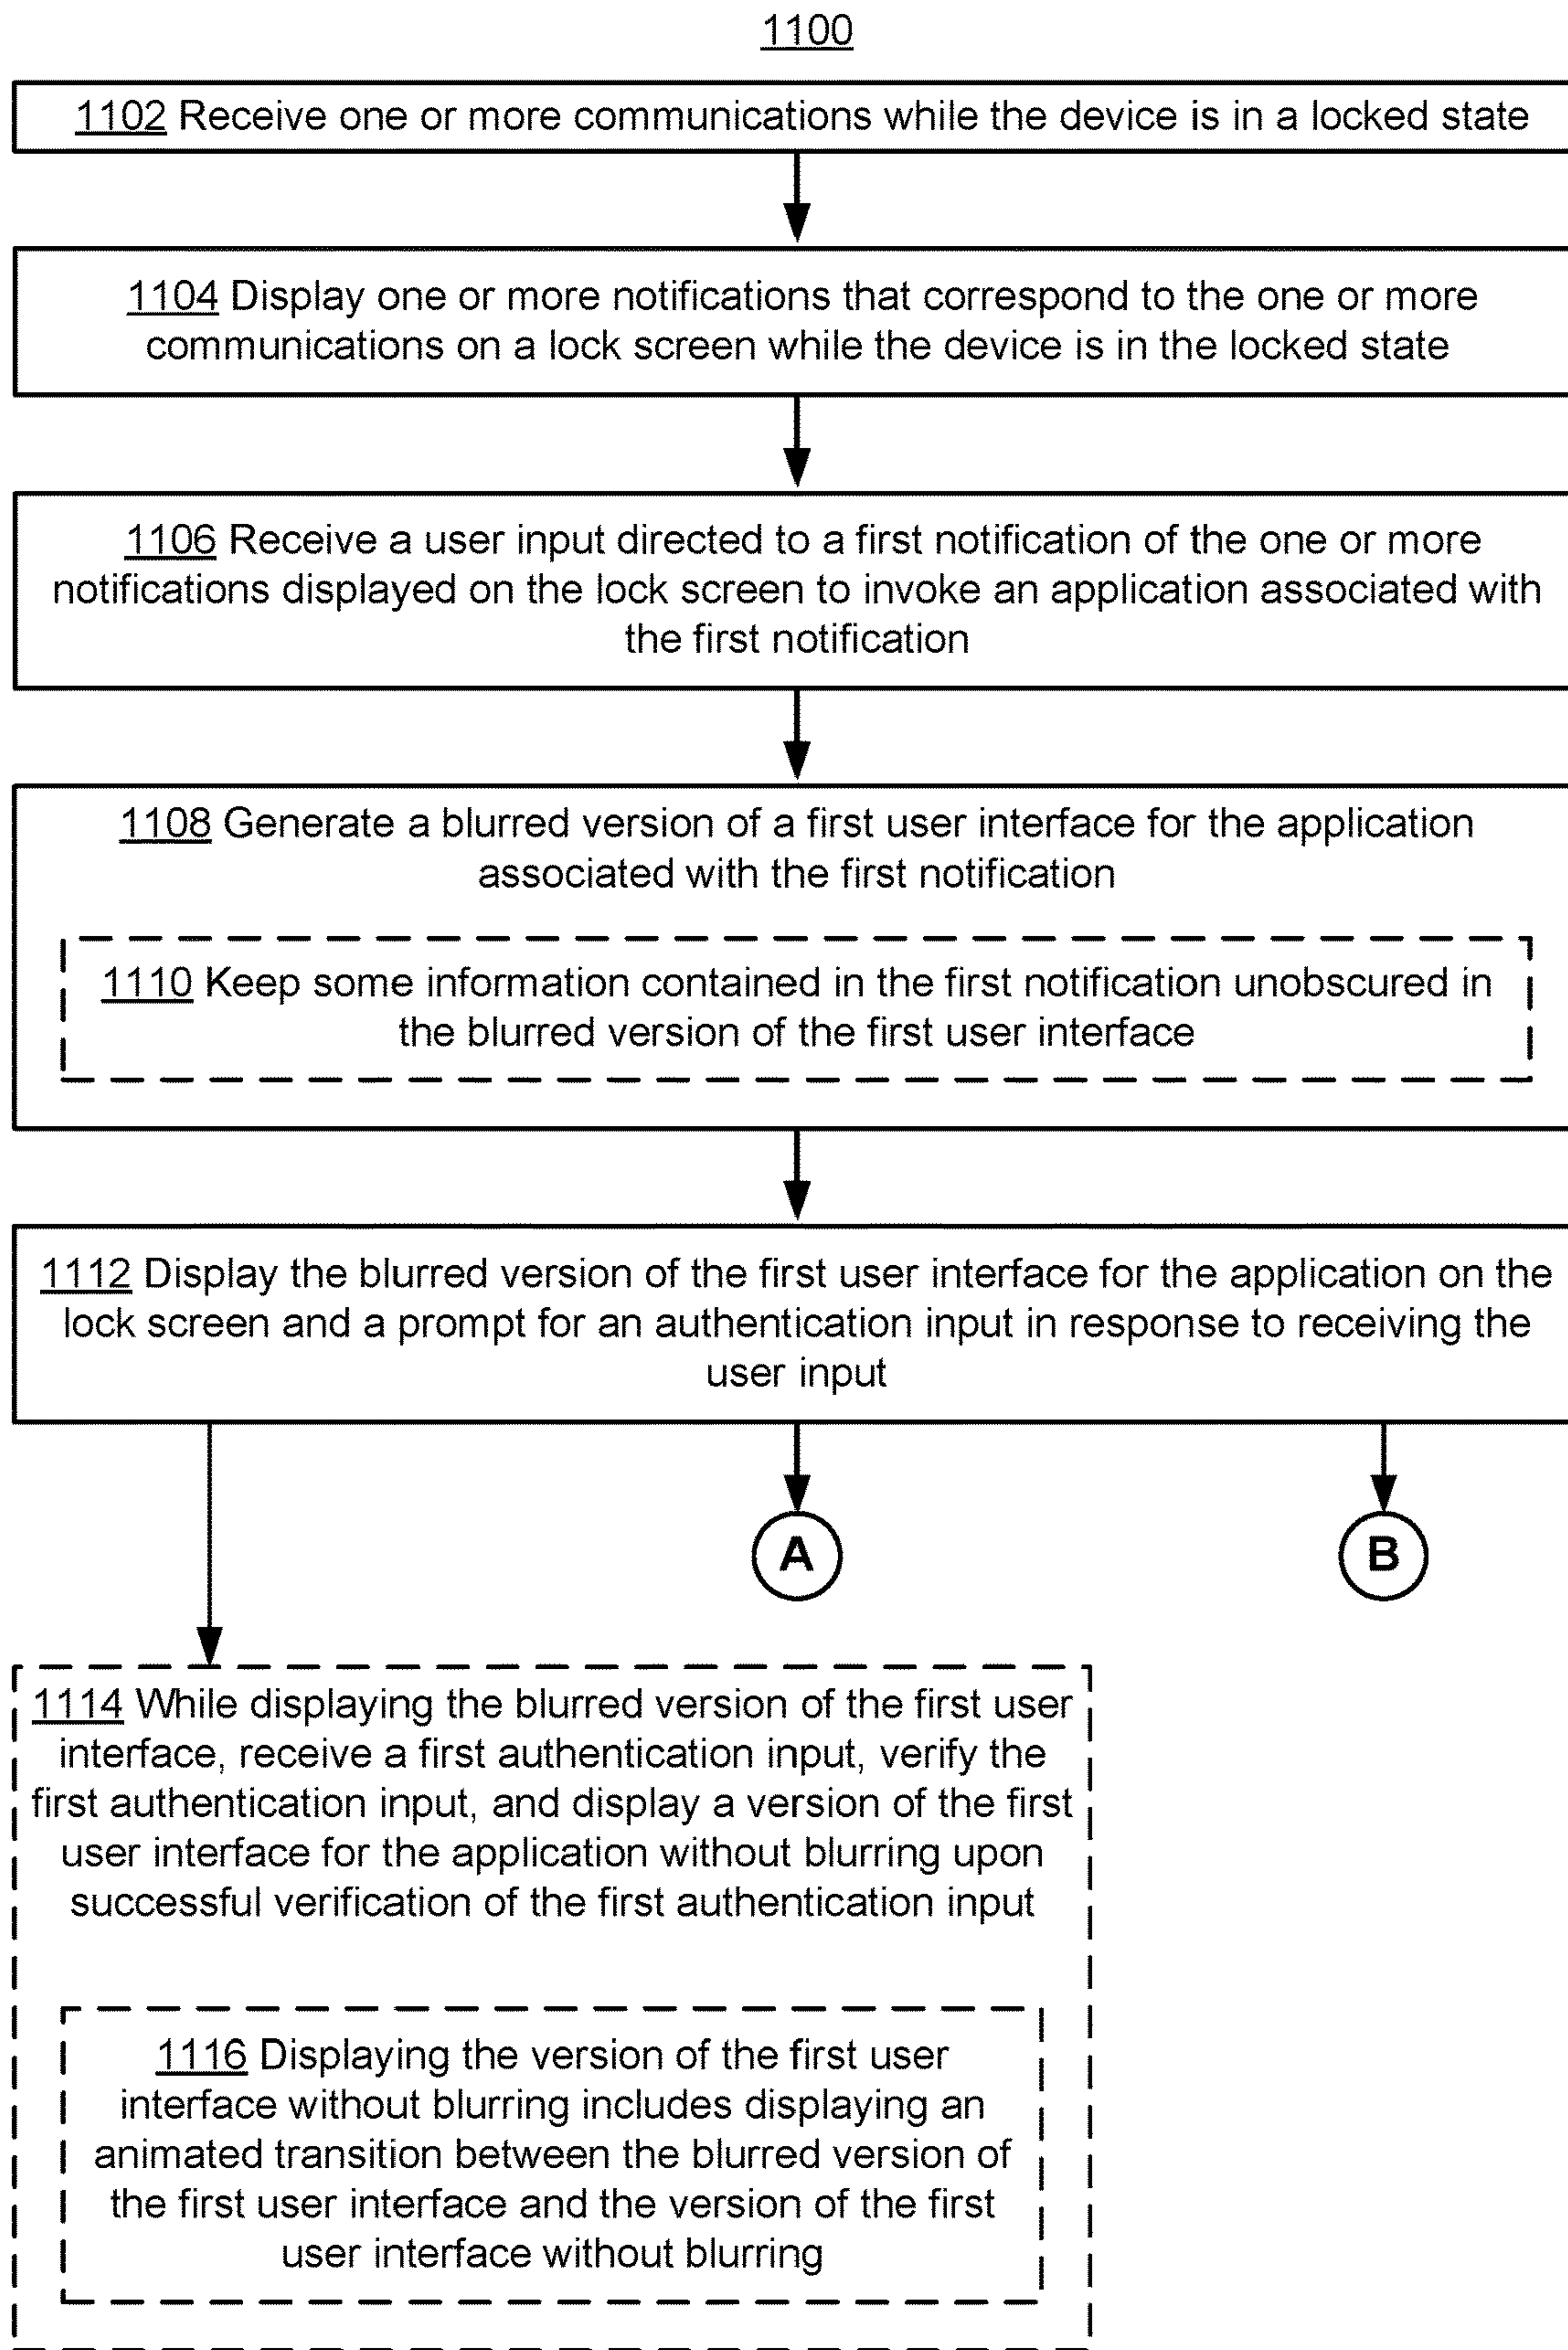 1100
1102 Receive one or more communications while the device is in a locked state
1104 Display one or more notifications that correspond to the one or more
communications on a lock screen while the device is in the locked state
1106 Receive a user input directed to a first notification of the one or more
notifications displayed on the lock screen to invoke an application associated with
the first notification
1108 Generate a blurred version of a first user interface for the application
associated with the first notification
1110 Keep some information contained in the first notification unobscured in
the blurred version of the first user interface
1112 Display the blurred version of the first user interface for the application on the
lock screen and a prompt for an authentication input in response to receiving the
user input
A
B
1114 While displaying the blurred version of the first user
interface, receive a first authentication input, verify the
first authentication input, and display a version of the first
user interface for the application without blurring upon
successful verification of the first authentication input
1116 Displaying the version of the first user
interface without blurring includes displaying an
animated transition between the blurred version of
the first user interface and the version of the first
user interface without blurring